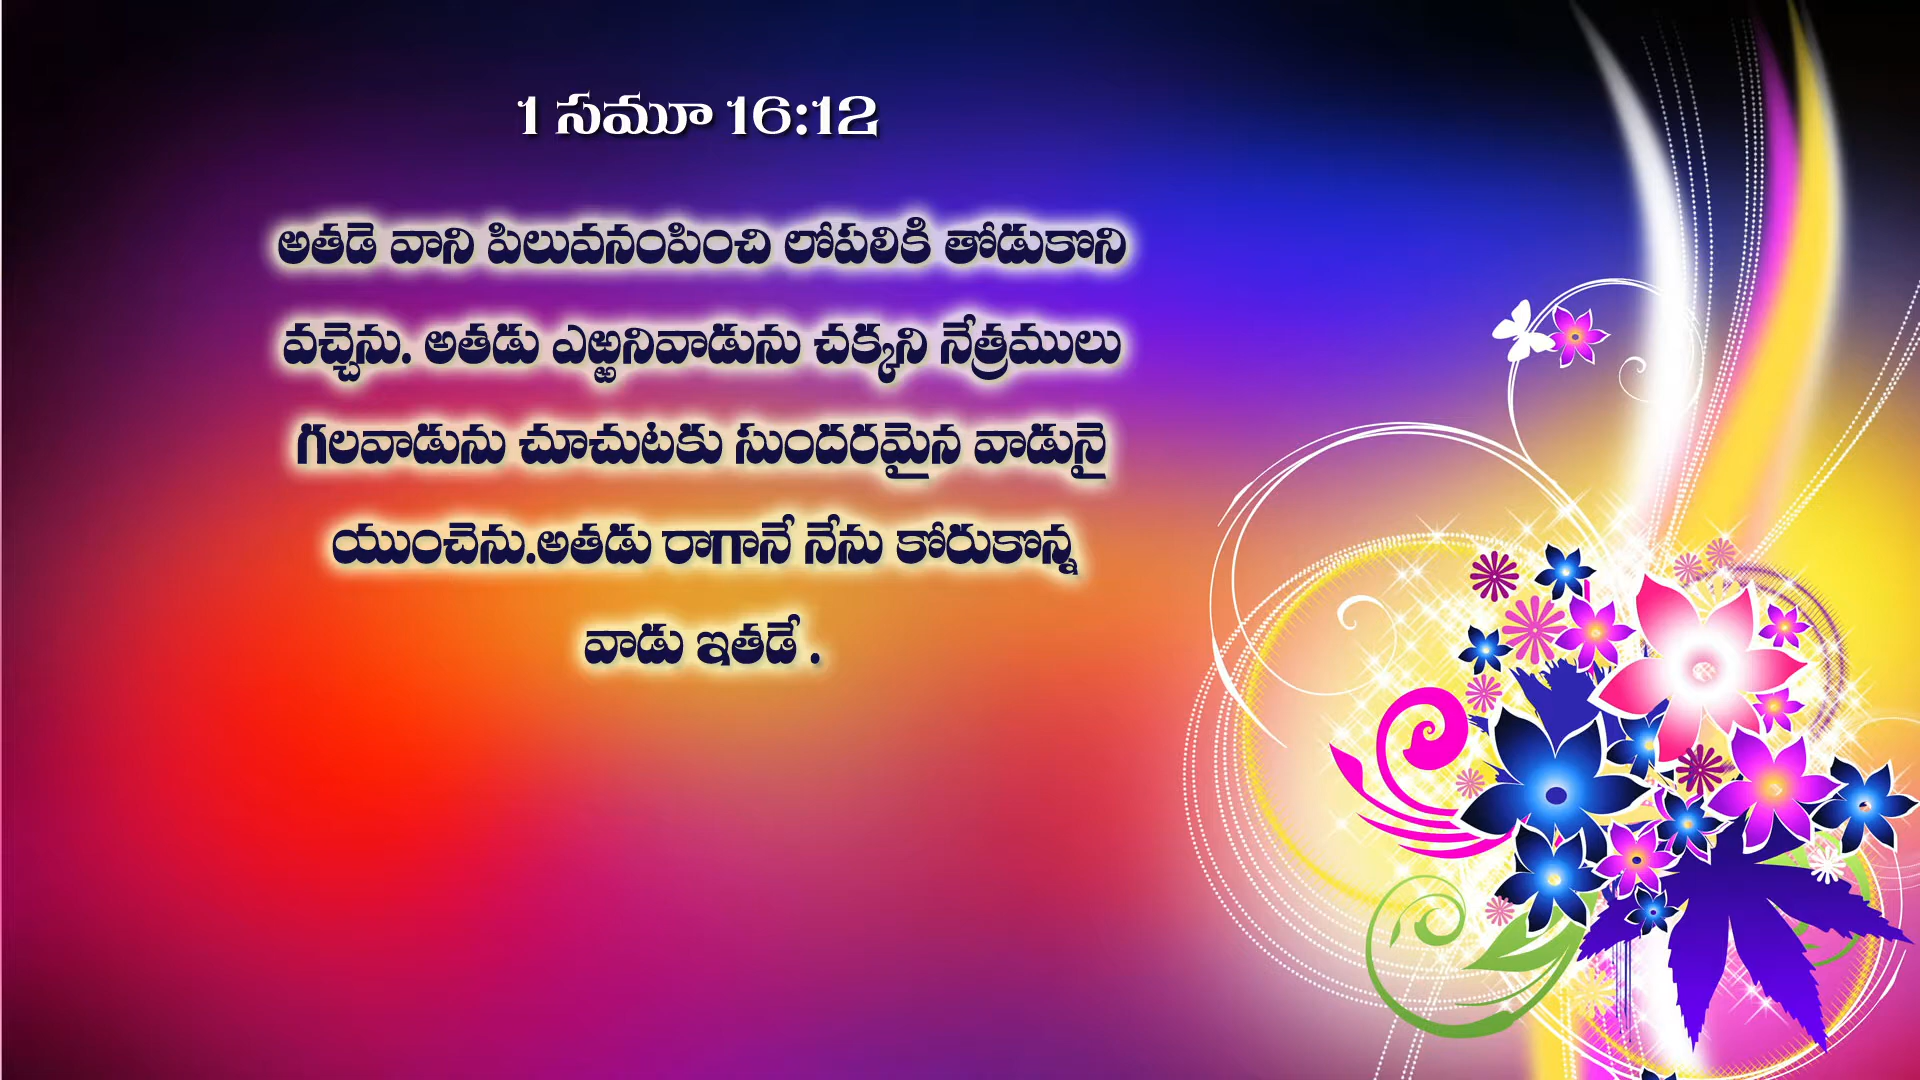 1 సమూ 16:12
అతడె వాని పిలువనంపించి లోపలికి తోడుకొని
వచ్చెను. అతడు ఎఱ్ఱనివాడును చక్కని నేత్రములు
గలవాడును చూచుటకు సుందరమైన వాడునై
యుంచెను.అతడు రాగానే నేను కోరుకొన్న
వాడు ఇతడే .